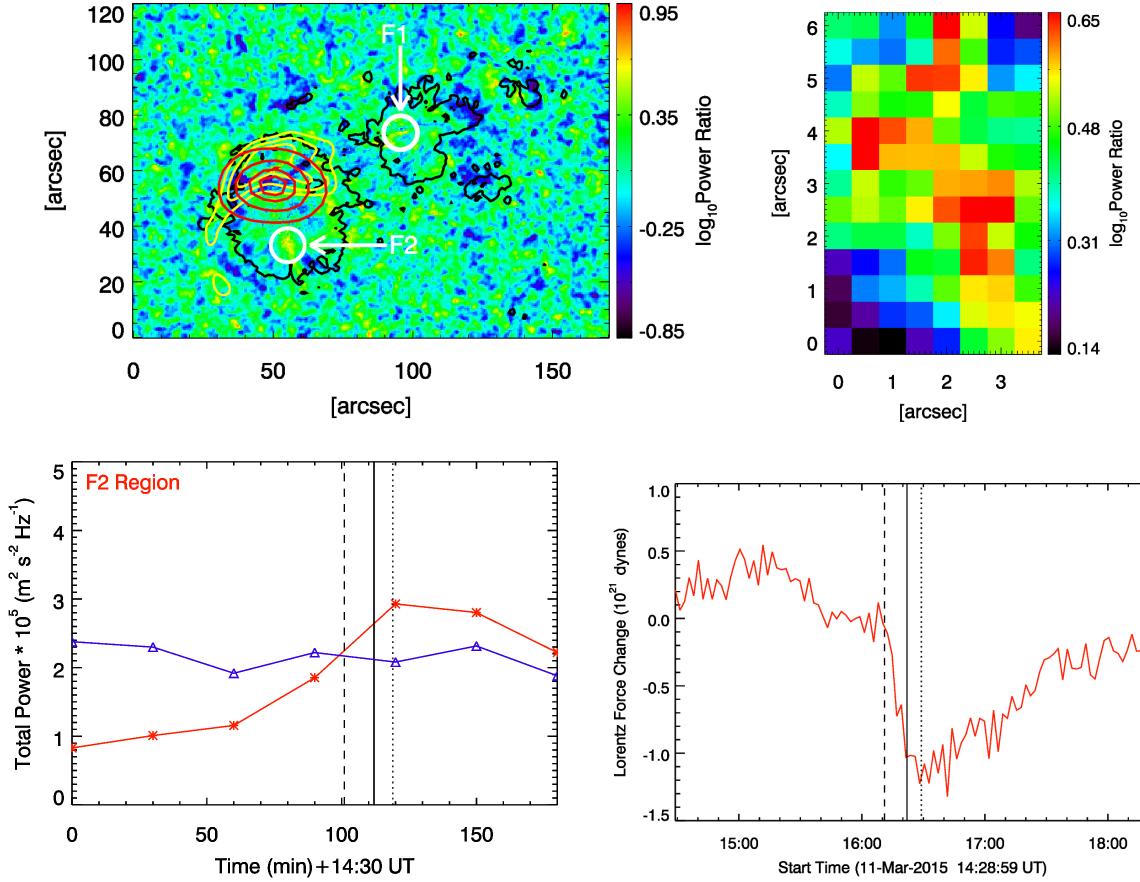 120
100
80
60
40
20
0
[arcsec]
0 50 100 150
[arcsec]
F1
F2
0.95
0.35
-0.25
-0.85
log10Power Ratio
6
5
4
3
2
1
0
[arcsec]
0 1 2 3
[arcsec]
0.65
0.48
0.31
0.14
log10Power Ratio
F2 Region
5
4
3
2
1
0
Total Power * 10^5 (m^2 s^-2 Hz^-1)
0 50 100 150
Time (min)+14:30 UT
1.0
0.5
0.0
-0.5
-1.0
-1.5
Lorentz Force Change (10^21 dynes)
15:00 16:00 17:00 18:00
Start Time (11-Mar-2015 14:28:59 UT)